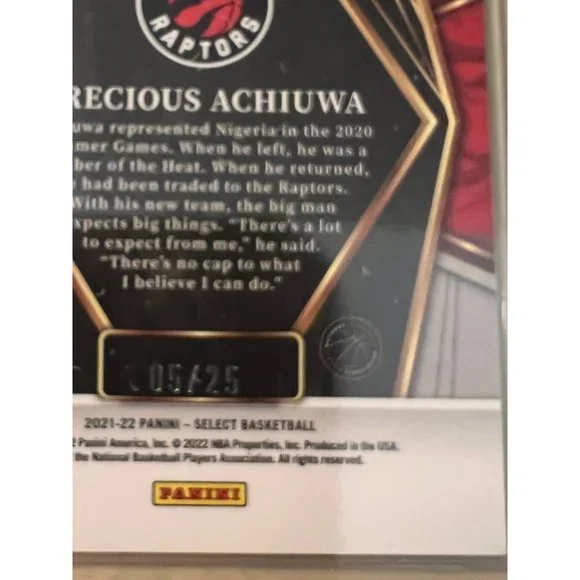 RAPTORS
RECIOUS ACHIUWA
uwa represented Nigeria in the 2020
mer Games. When he left, he was a
ber of the Heat. When he returned,
had been traded to the Raptors.
With his new team, the big man
xpects big things. "There's a lot
to expect from me," he said.
"There's no cap to what
I believe I can do."
05/25
2021-22 PANINI – SELECT BASKETBALL
2 Panini America, Inc. © 2022 NBA Properties, Inc. Produced in the USA.
the National Basketball Players Association. All rights reserved.
PANINI